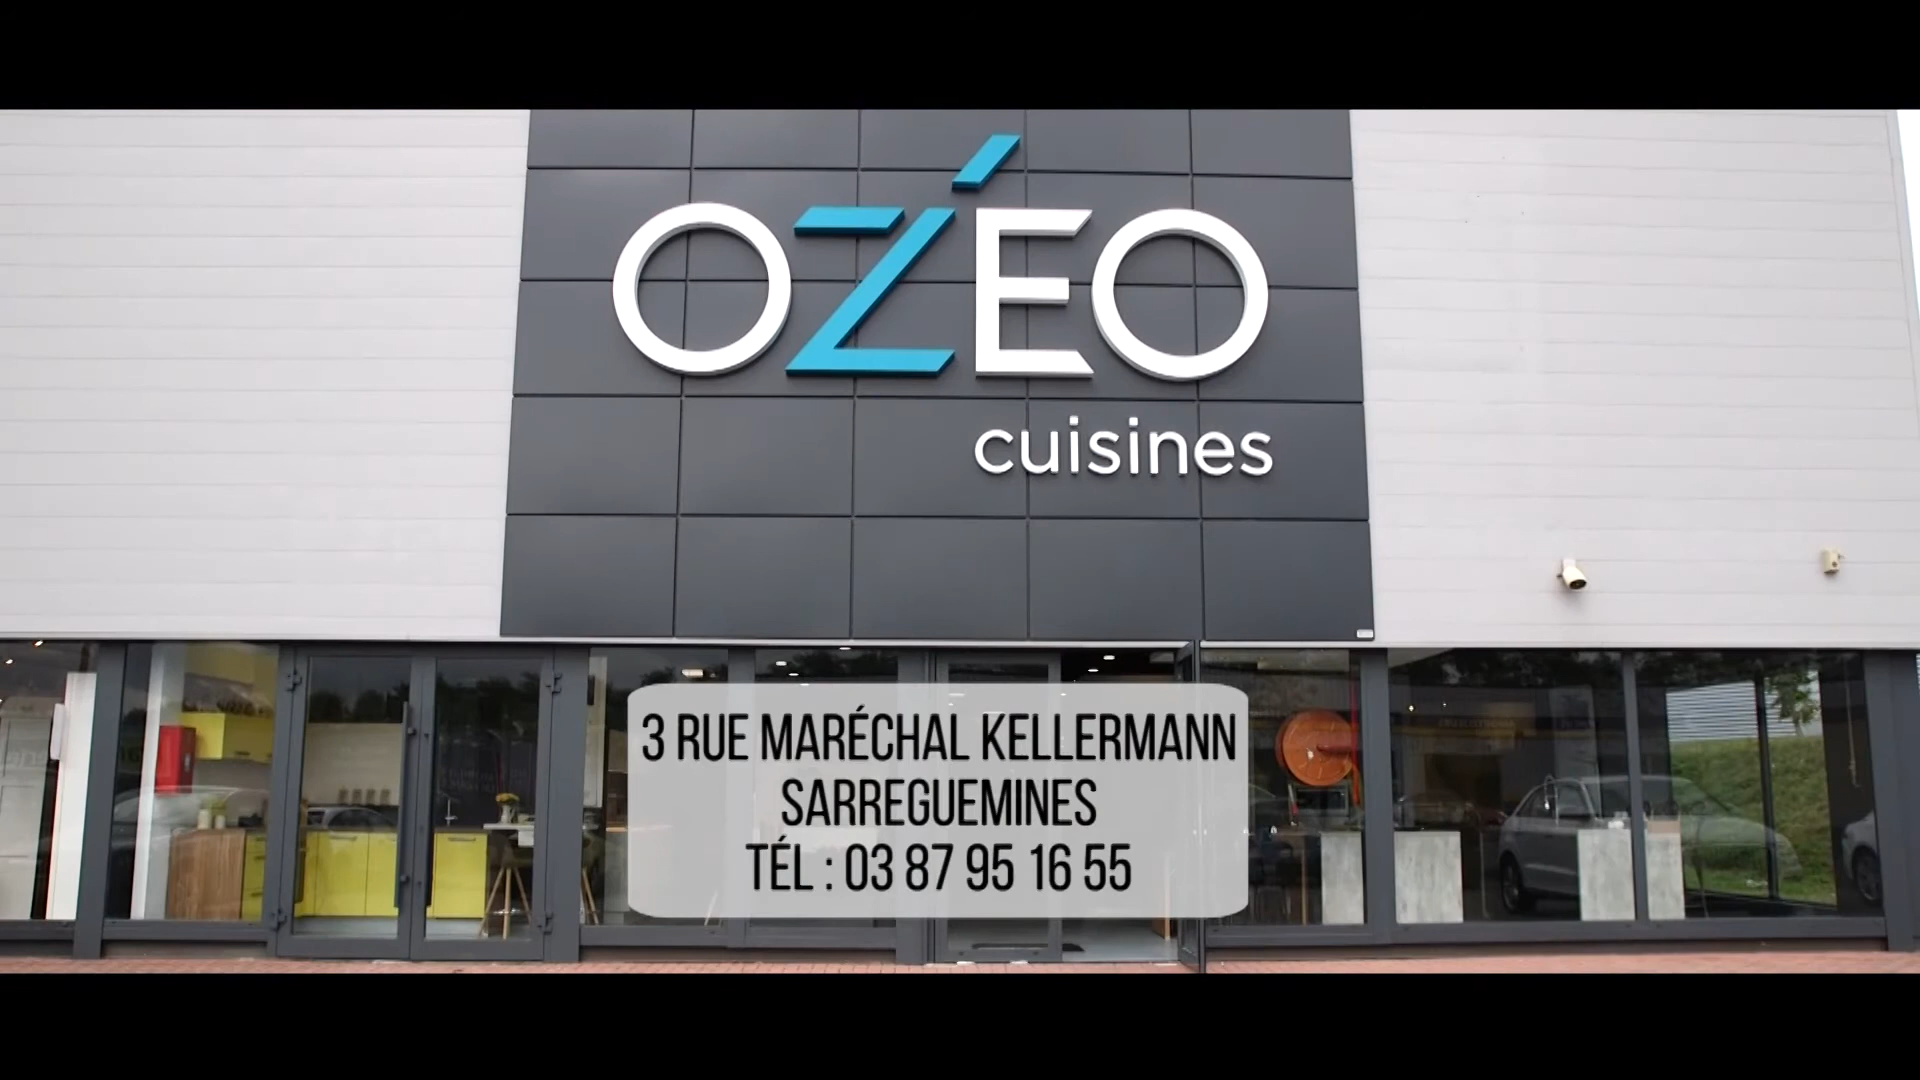 OZÉO
cuisines
3 RUE MARÉCHAL KELLERMANN
SARREGUEMINES
TÉL : 03 87 95 16 55